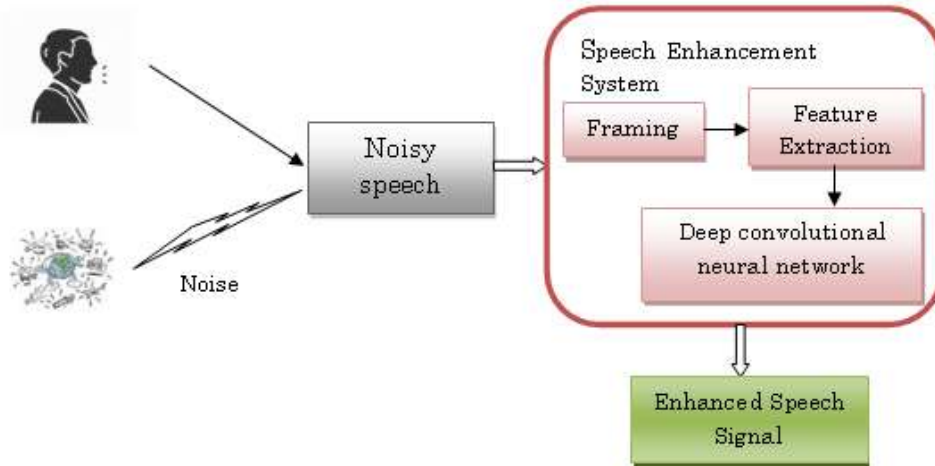 Speech Enhancement
System
Framing
Feature
Extraction
Noisy
speech
Deep convolutional
neural network
Noise
Enhanced Speech
Signal